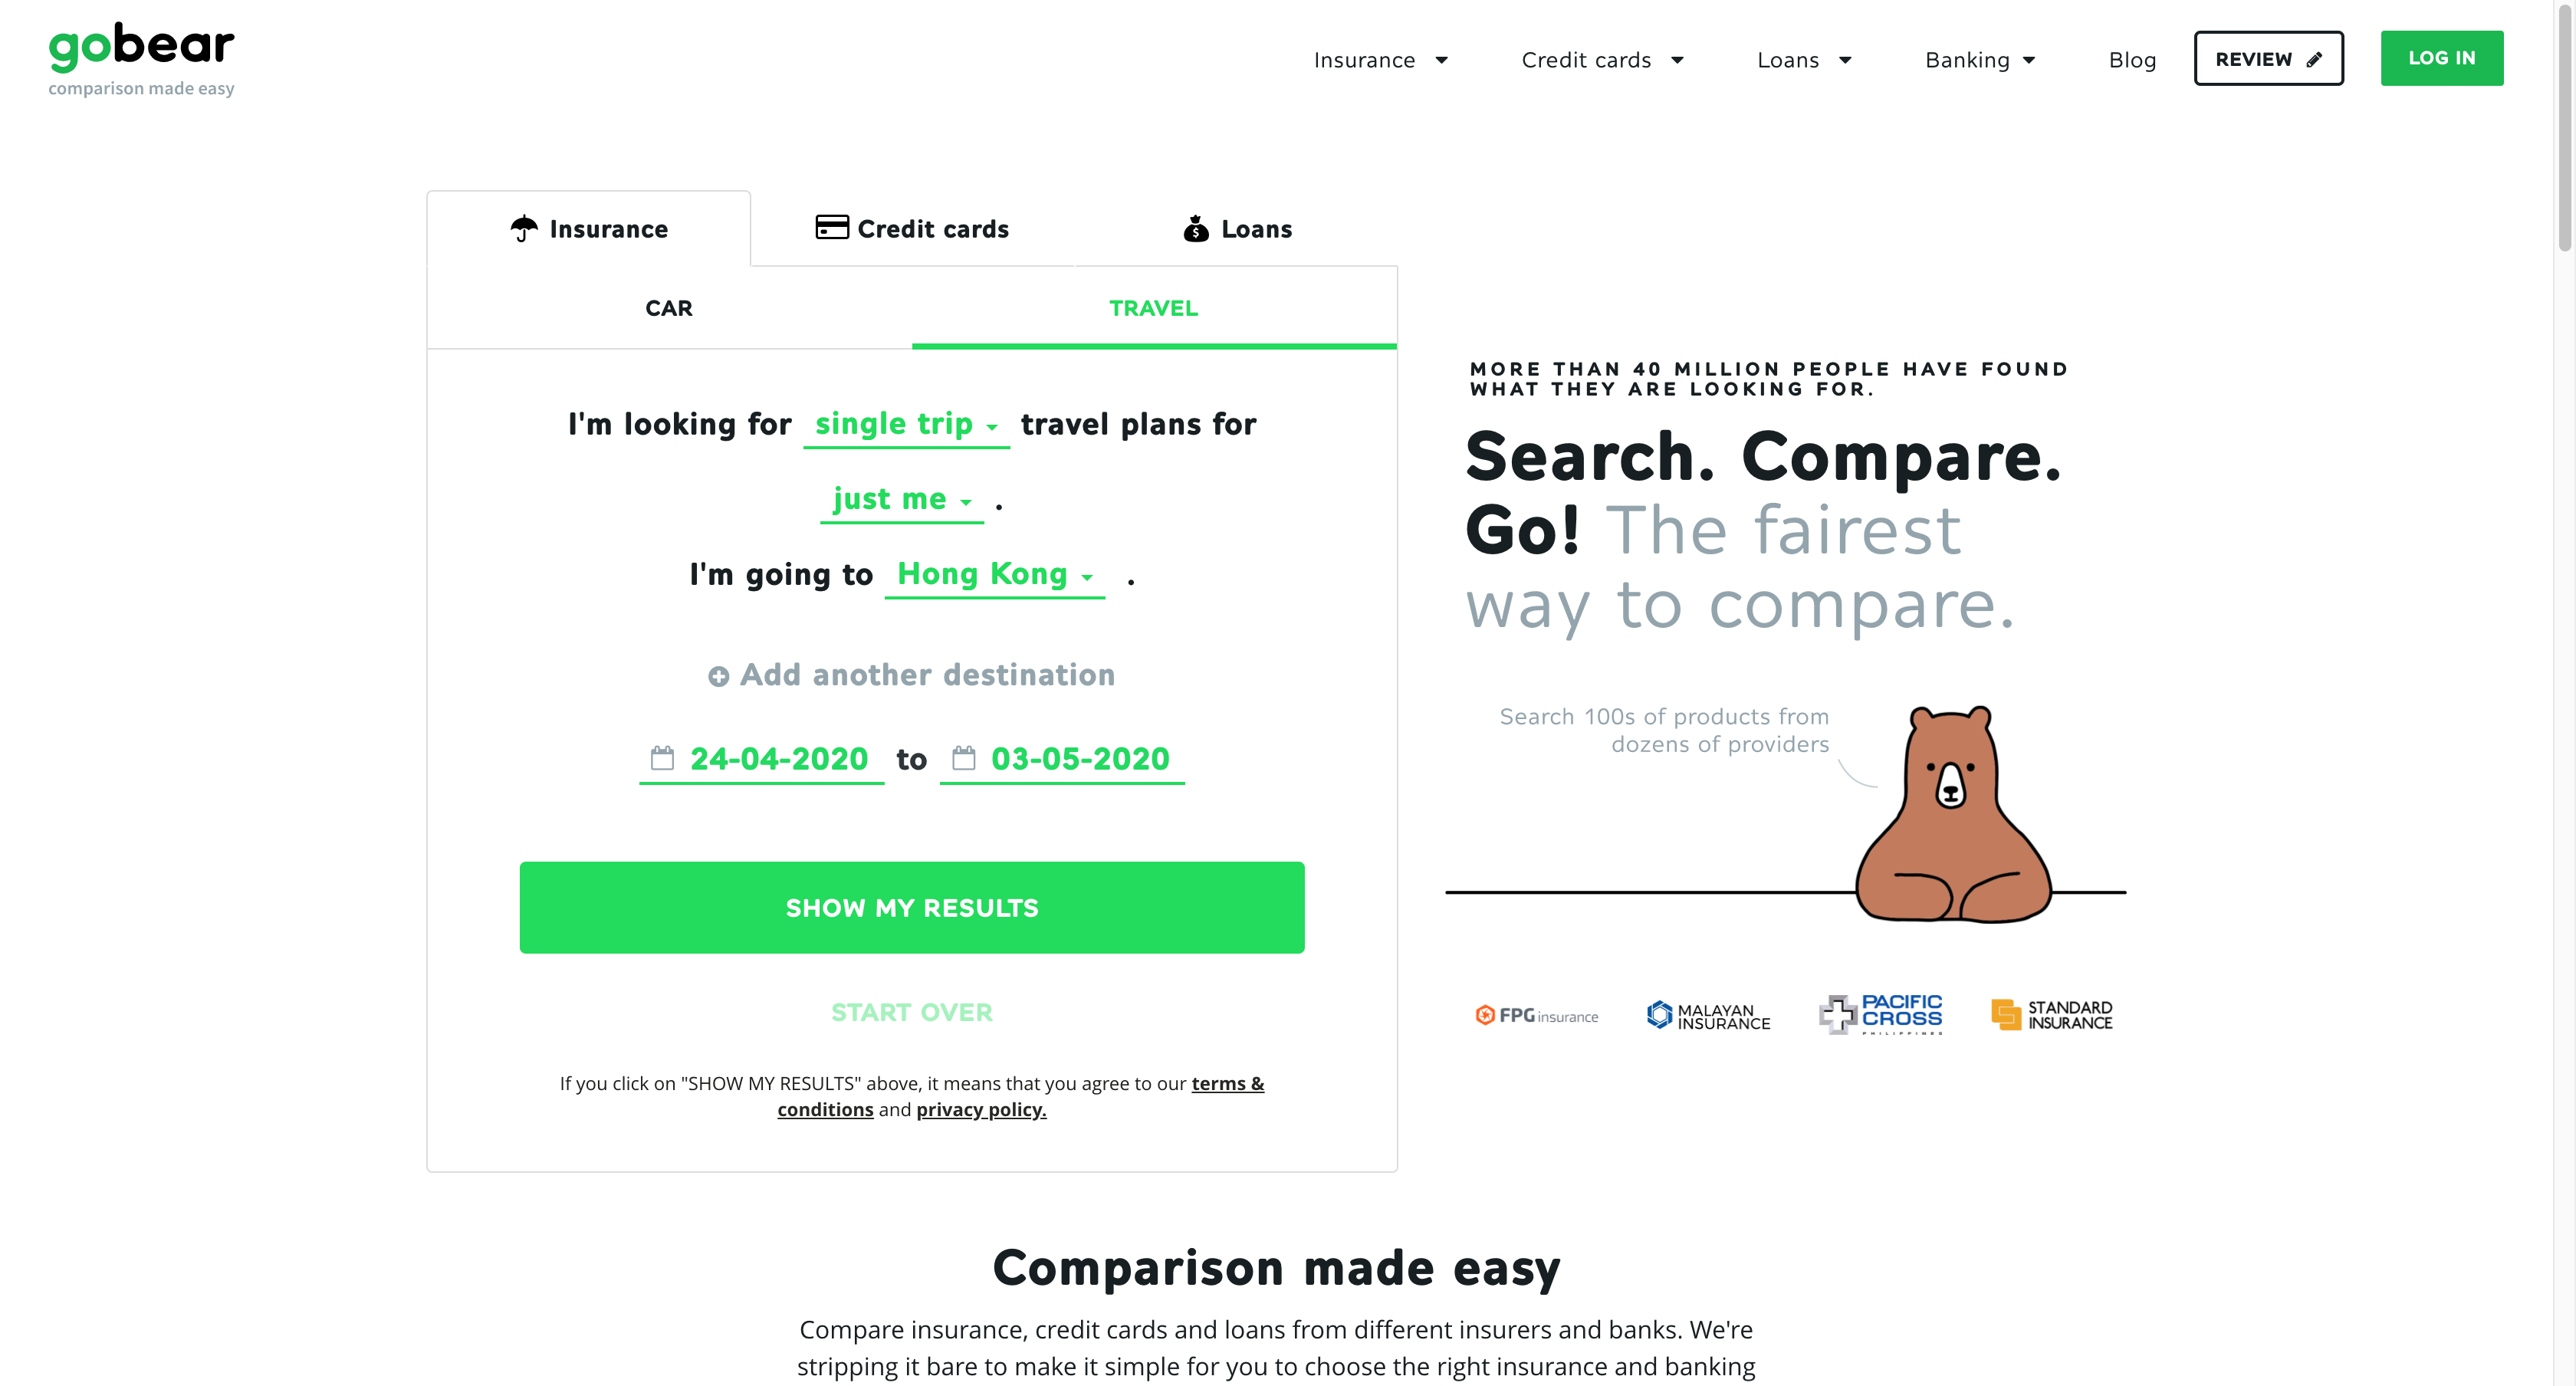 gobear
comparison made easy
Insurance
Credit cards
Loans
Banking
Blog
REVIEW
LOG IN
Insurance
Credit cards
Loans
CAR
TRAVEL
I'm looking for single trip travel plans for
just me .
I'm going to Hong Kong .
Add another destination
24-04-2020 to 03-05-2020
SHOW MY RESULTS
START OVER
If you click on "SHOW MY RESULTS" above, it means that you agree to our terms &
conditions and privacy policy.
MORE THAN 40 MILLION PEOPLE HAVE FOUND
WHAT THEY ARE LOOKING FOR.
Search. Compare.
Go! The fairest
way to compare.
Search 100s of products from
dozens of providers
FPG insurance
MALAYAN
INSURANCE
PACIFIC
CROSS
PHILIPPINES
STANDARD
INSURANCE
Comparison made easy
Compare insurance, credit cards and loans from different insurers and banks. We're
stripping it bare to make it simple for you to choose the right insurance and banking